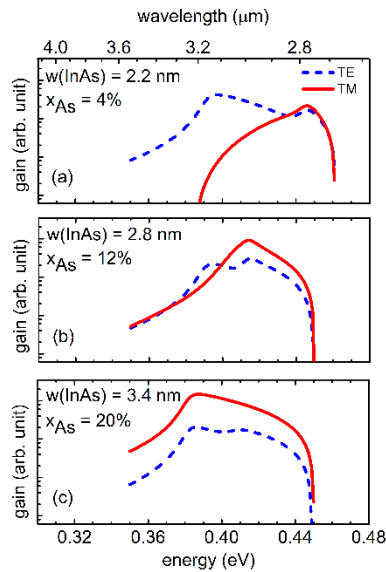 wavelength (μm)
4.0 3.5 3.2 2.8
w(InAs) = 2.2 nm
x_As = 4%
TE
TM
gain (arb. unit)
(a)
w(InAs) = 2.8 nm
x_As = 12%
gain (arb. unit)
(b)
w(InAs) = 3.4 nm
x_As = 20%
gain (arb. unit)
(c)
0.32 0.36 0.40 0.44 0.48
energy (eV)